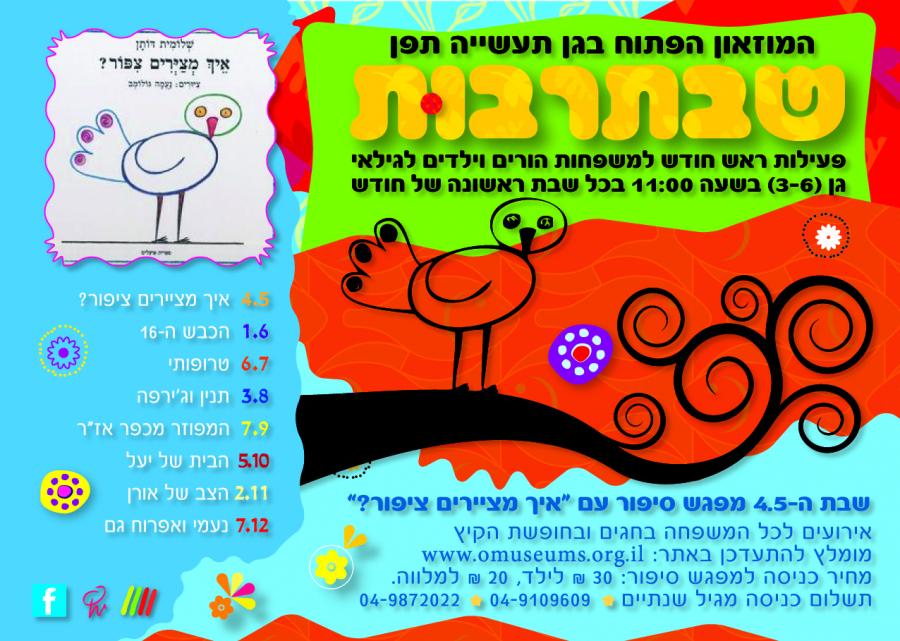 המוזאון הפתוח בגן תעשייה תפן
שבתרבות
פעילות ראש חודש למשפחות הורים וילדים לגילאי
גן (3-6) בשעה 11:00 בכל שבת ראשונה של חודש
שלומית דותן
אֵיךְ מְצַיְּרִים צִפּוֹר?
ציורים: נעמה גולומב
4.5 איך מציירים ציפור?
1.6 הכבש ה-16
6.7 טרופותי
3.8 תנין וג'ירפה
7.9 המפוזר מכפר אז"ר
5.10 הבית של יעל
2.11 הצב של אורן
7.12 נעמי ואפרוח גם
שבת ה-4.5 מפגש סיפור עם "איך מציירים ציפור?"
אירועים לכל המשפחה בחגים ובחופשת הקיץ
מומלץ להתעדכן באתר: www.omuseums.org.il
מחיר כניסה למפגש סיפור: 30 ₪ לילד, 20 ₪ למלווה.
תשלום כניסה מגיל שנתיים 04-9109609 04-9872022
f